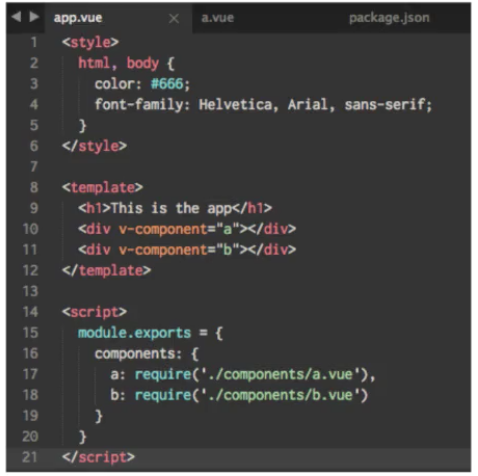 app.vue × a.vue package.json
1 <style>
2 html, body {
3 color: #666;
4 font-family: Helvetica, Arial, sans-serif;
5 }
6 </style>
7
8 <template>
9 <h1>This is the app</h1>
10 <div v-component="a"></div>
11 <div v-component="b"></div>
12 </template>
13
14 <script>
15 module.exports = {
16 components: {
17 a: require('./components/a.vue'),
18 b: require('./components/b.vue')
19 }
20 }
21 </script>